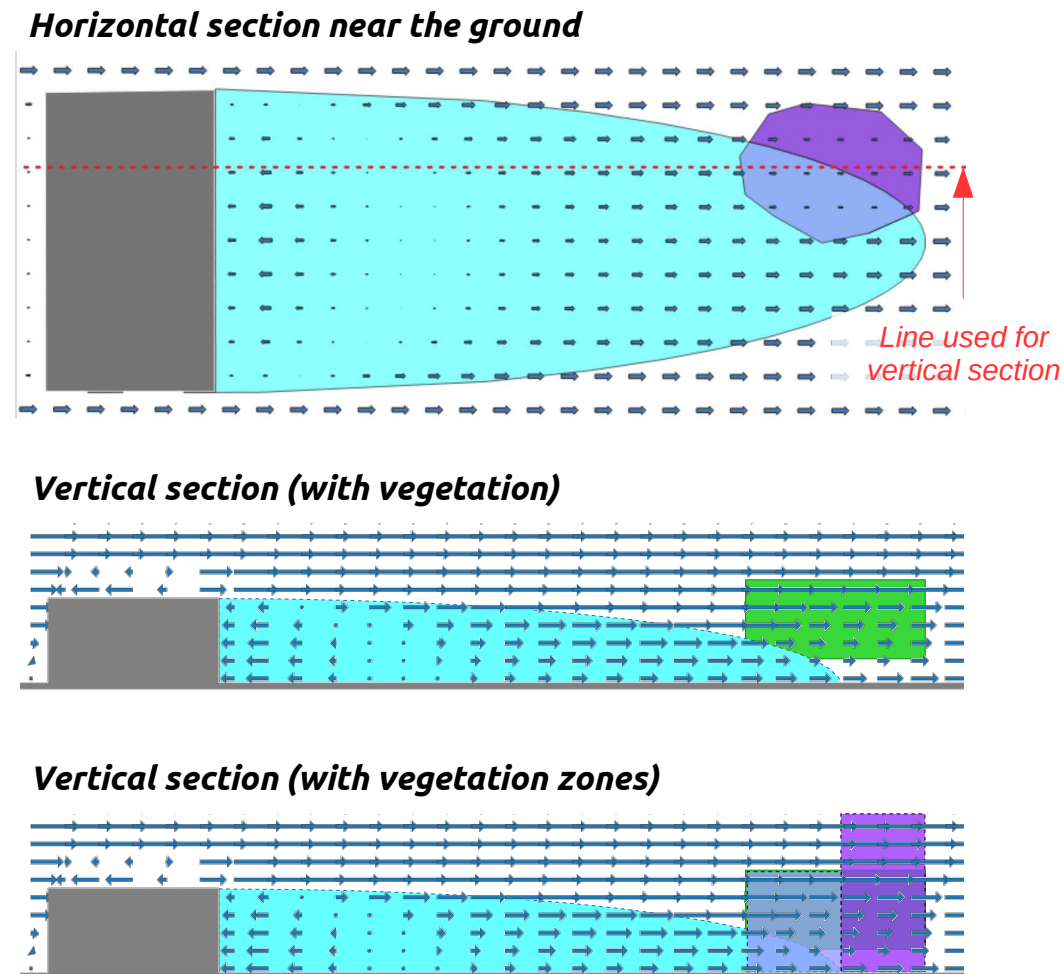 Horizontal section near the ground
Line used for
vertical section
Vertical section (with vegetation)
Vertical section (with vegetation zones)